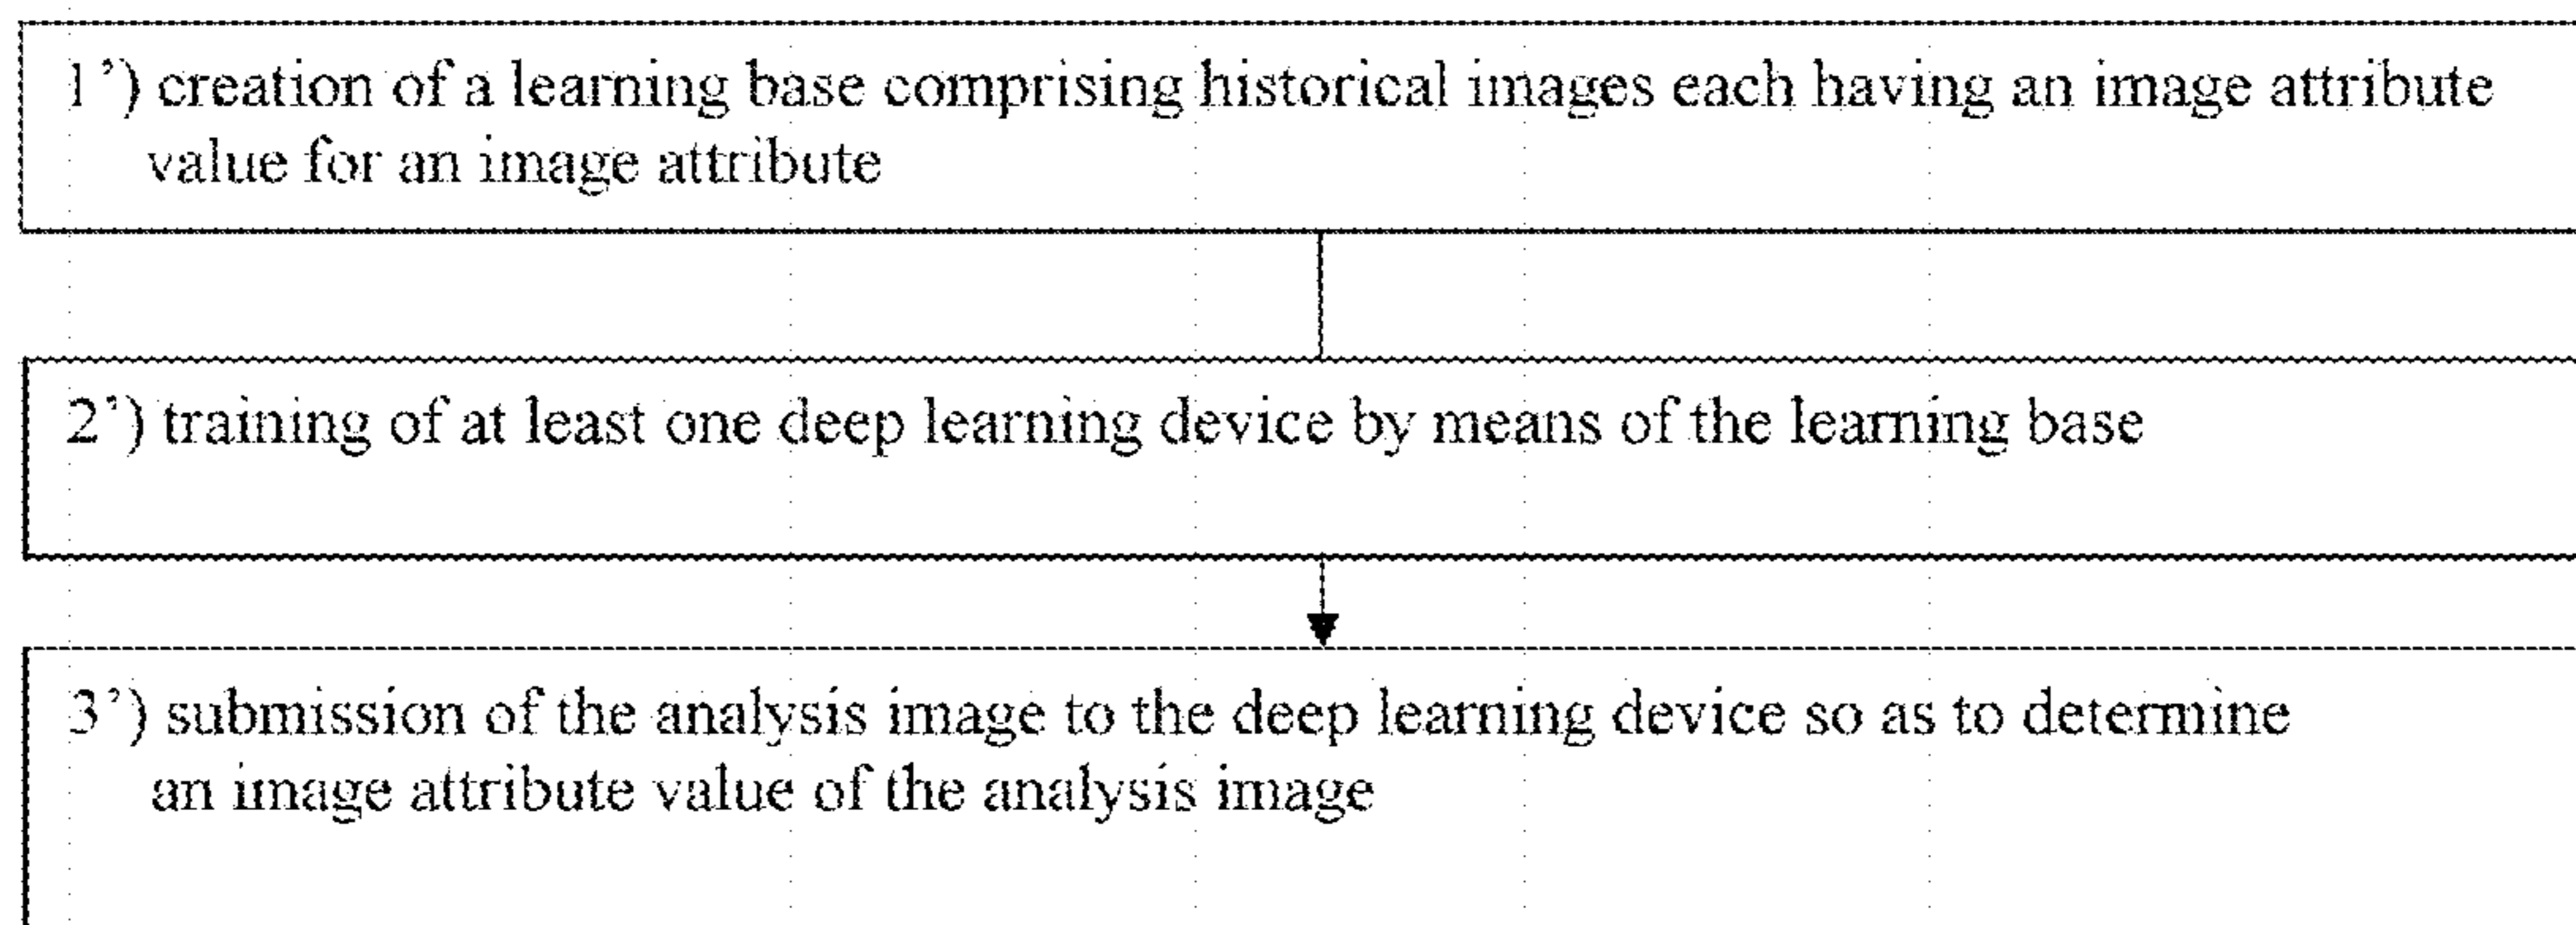 1’) creation of a learning base comprising historical images each having an image attribute
value for an image attribute
2’) training of at least one deep learning device by means of the learning base
3’) submission of the analysis image to the deep learning device so as to determine
an image attribute value of the analysis image